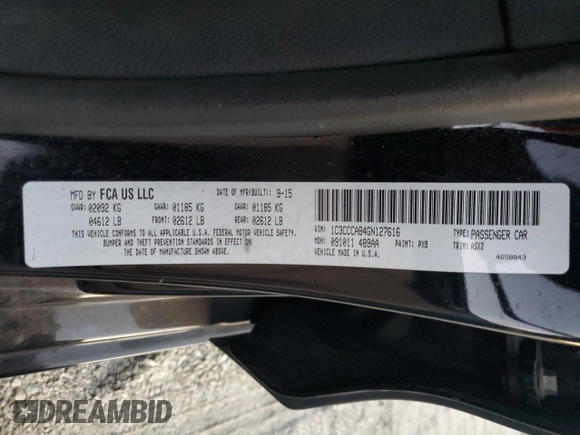 MFD BY FCA US LLC
DATE OF MFR(BUILT): 9-15
GVWR: 02092 KG GAWR: 01185 KG GAWR: 01185 KG
04612 LB FRONT: 02612 LB REAR: 02612 LB
THIS VEHICLE CONFORMS TO ALL APPLICABLE U.S.A. FEDERAL MOTOR VEHICLE SAFETY,
BUMPER AND THEFT PREVENTION STANDARDS IN EFFECT ON
THE DATE OF MANUFACTURE SHOWN ABOVE.
VIN: 1C3CCCAB4GN127616 TYPE: PASSENGER CAR
MDH: 091011 489AA PAINT: PX8 TRIM: A5X2
VEHICLE MADE IN U.S.A.
4658043
DREAMBID